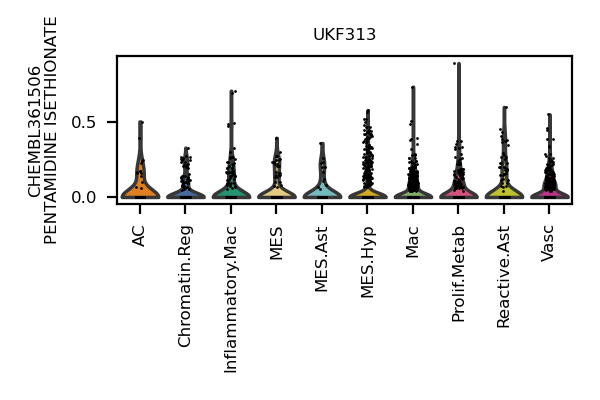 UKF313
CHEMBL361506
PENTAMIDINE ISETHIONATE
0.5
0.0
AC
Chromatin.Reg
Inflammatory.Mac
MES
MES.Ast
MES.Hyp
Mac
Prolif.Metab
Reactive.Ast
Vasc